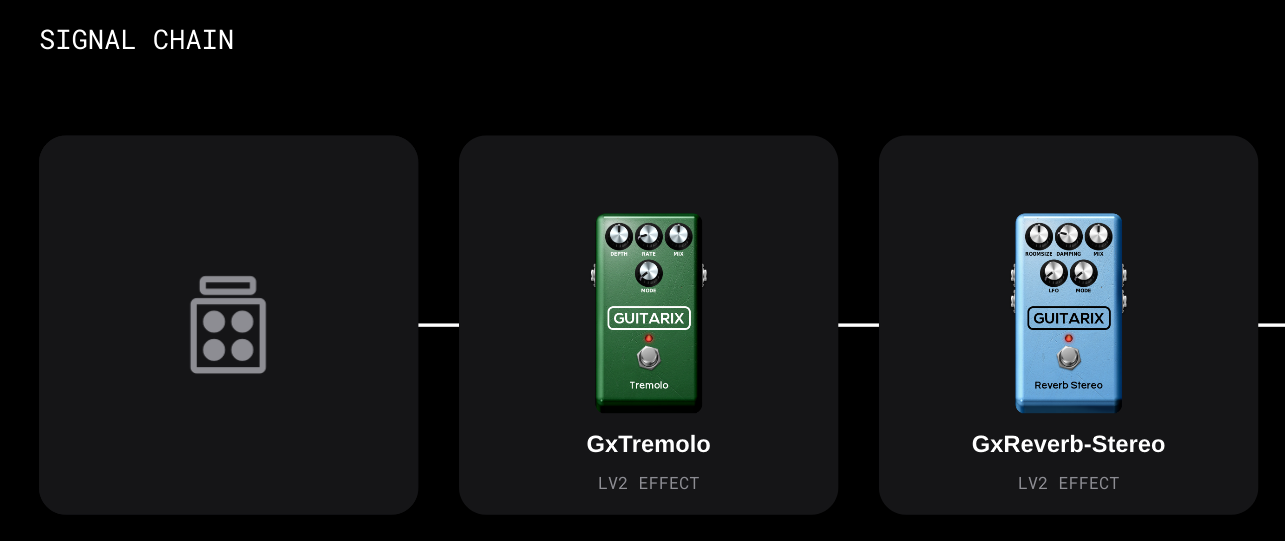 SIGNAL CHAIN
DEPTH RATE MIX
MODE
GUITARIX
Tremolo
GxTremolo
LV2 EFFECT
ROOMSIZE DAMPING MIX
LFO MODE
GUITARIX
Reverb Stereo
GxReverb-Stereo
LV2 EFFECT